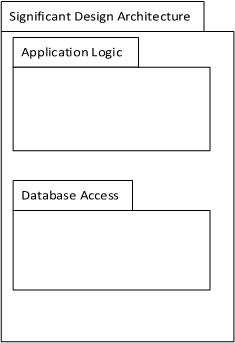 Significant Design Architecture
Application Logic
Database Access